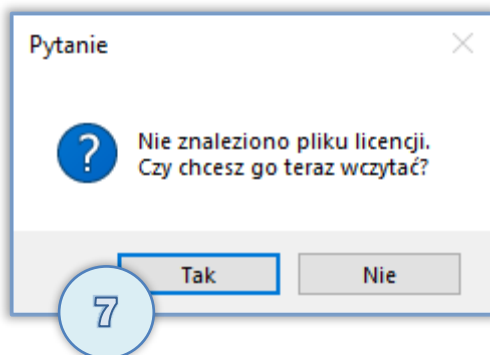 Pytanie
Nie znaleziono pliku licencji.
Czy chcesz go teraz wczytać?
Tak
Nie
7